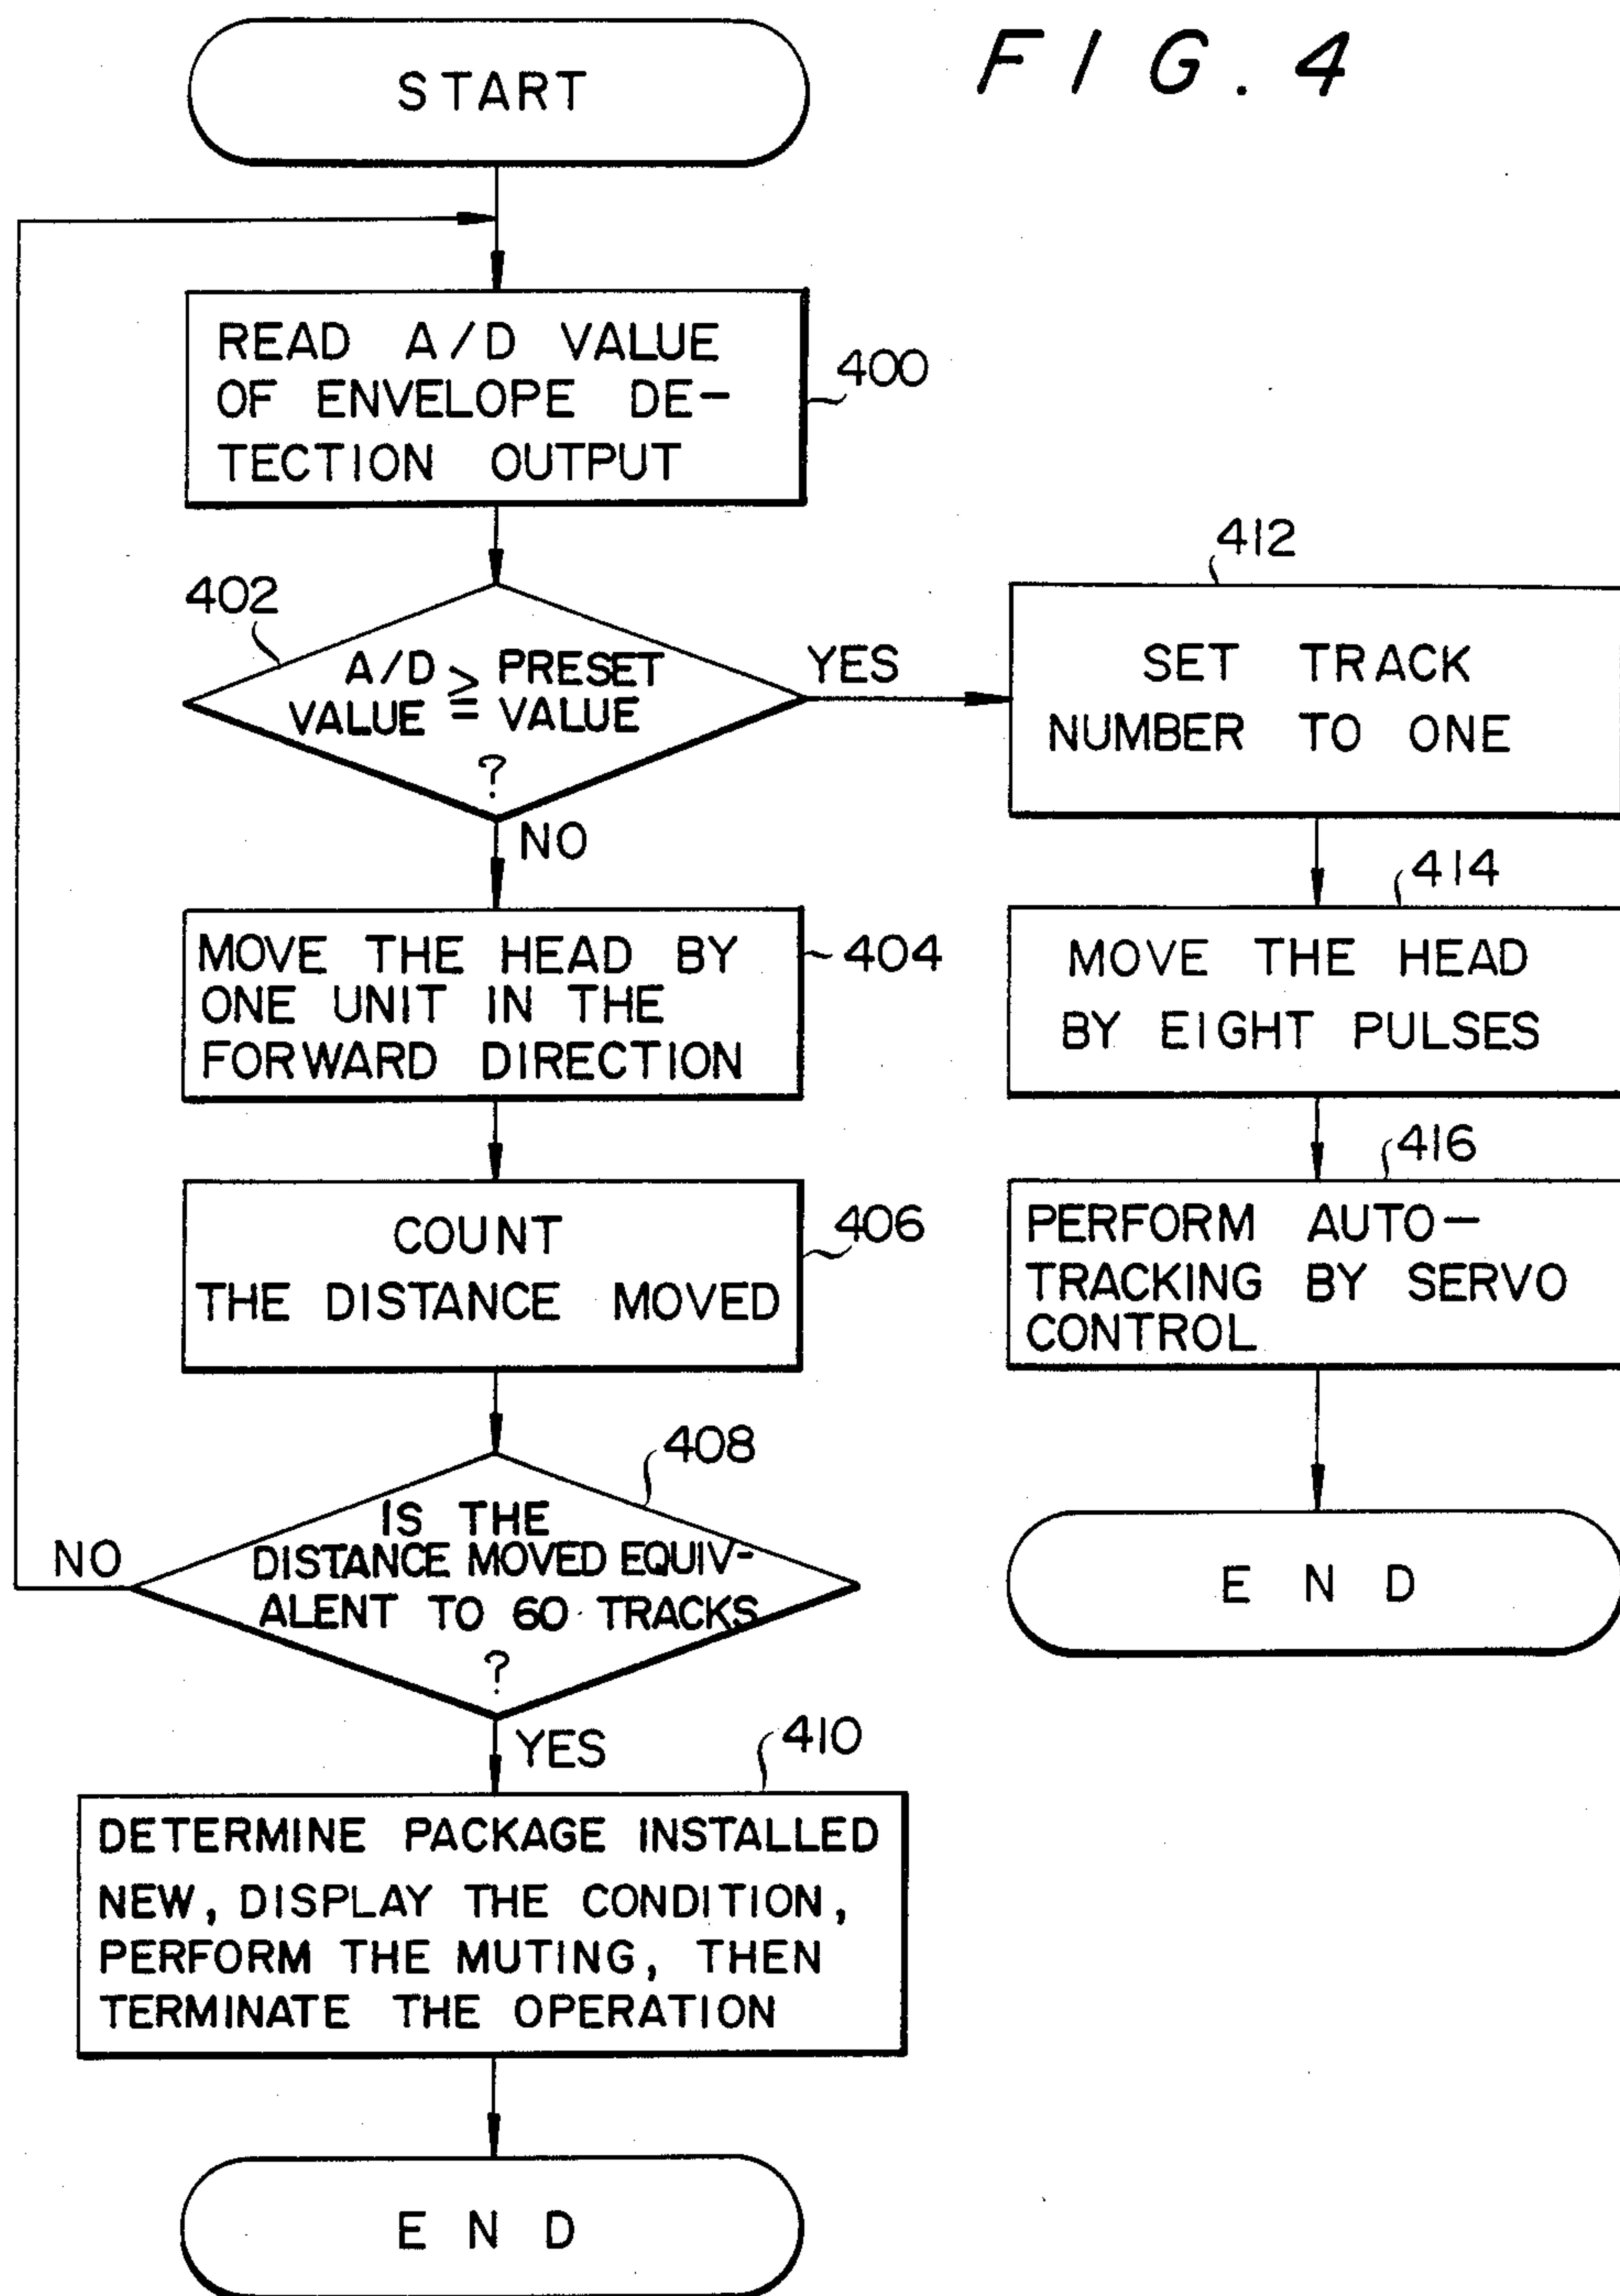 FIG. 4
START
READ A/D VALUE
OF ENVELOPE DE-
TECTION OUTPUT
400
402
A/D ≧ PRESET
VALUE VALUE
?
YES
NO
412
SET TRACK
NUMBER TO ONE
MOVE THE HEAD BY
ONE UNIT IN THE
FORWARD DIRECTION
404
414
MOVE THE HEAD
BY EIGHT PULSES
COUNT
THE DISTANCE MOVED
406
416
PERFORM AUTO-
TRACKING BY SERVO
CONTROL
408
IS THE
DISTANCE MOVED EQUIV-
ALENT TO 60 TRACKS
?
NO
YES
END
410
DETERMINE PACKAGE INSTALLED
NEW, DISPLAY THE CONDITION,
PERFORM THE MUTING, THEN
TERMINATE THE OPERATION
END